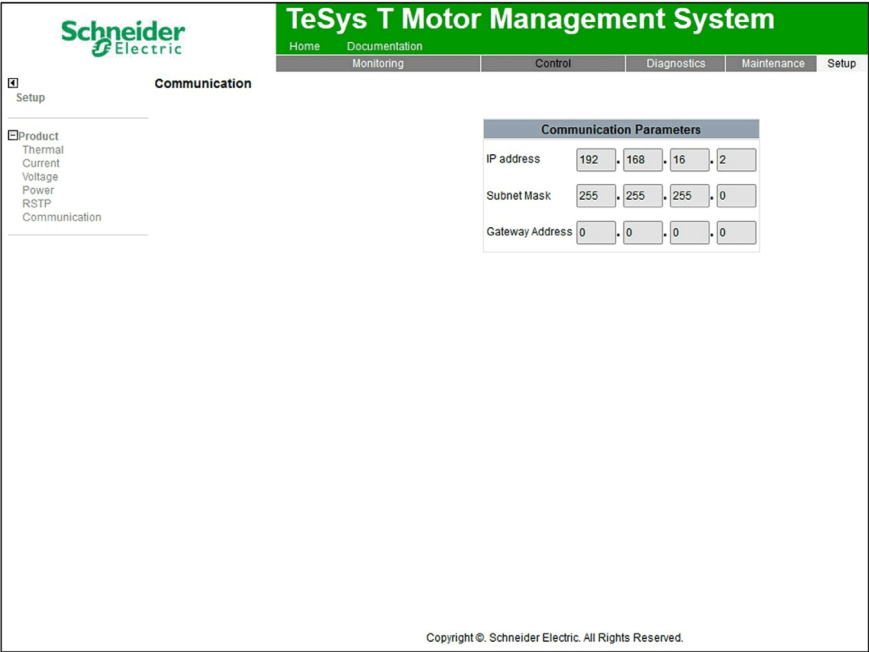 Schneider
Electric
TeSys T Motor Management System
Home Documentation
Monitoring Control Diagnostics Maintenance Setup
Setup
Communication
Product
Thermal
Current
Voltage
Power
RSTP
Communication
Communication Parameters
IP address 192 . 168 . 16 . 2
Subnet Mask 255 . 255 . 255 . 0
Gateway Address 0 . 0 . 0 . 0
Copyright ©. Schneider Electric. All Rights Reserved.